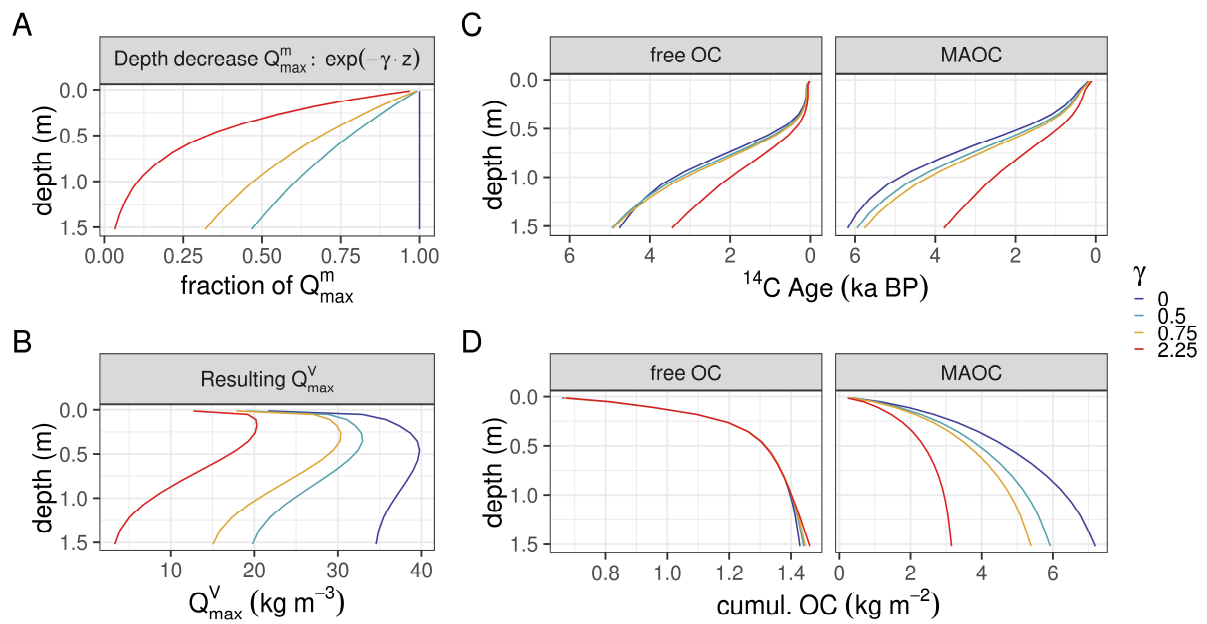 A
Depth decrease Q^m_max : exp(−γ · z)
0.0
0.5
1.0
1.5
depth (m)
0.00 0.25 0.50 0.75 1.00
fraction of Q^m_max
B
Resulting Q^V_max
0.0
0.5
1.0
1.5
depth (m)
10 20 30 40
Q^V_max (kg m⁻³)
C
free OC MAOC
0.0
0.5
1.0
1.5
depth (m)
6 4 2 0 6 4 2 0
¹⁴C Age (ka BP)
D
free OC MAOC
0.0
0.5
1.0
1.5
depth (m)
0.8 1.0 1.2 1.4 0 2 4 6
cumul. OC (kg m⁻²)
γ
0
0.5
0.75
2.25